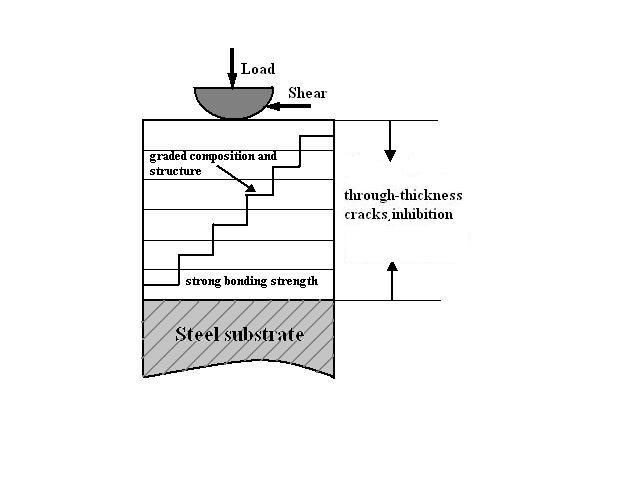 Load
Shear
graded composition and
structure
through-thickness
cracks,inhibition
strong bonding strength
Steel substrate